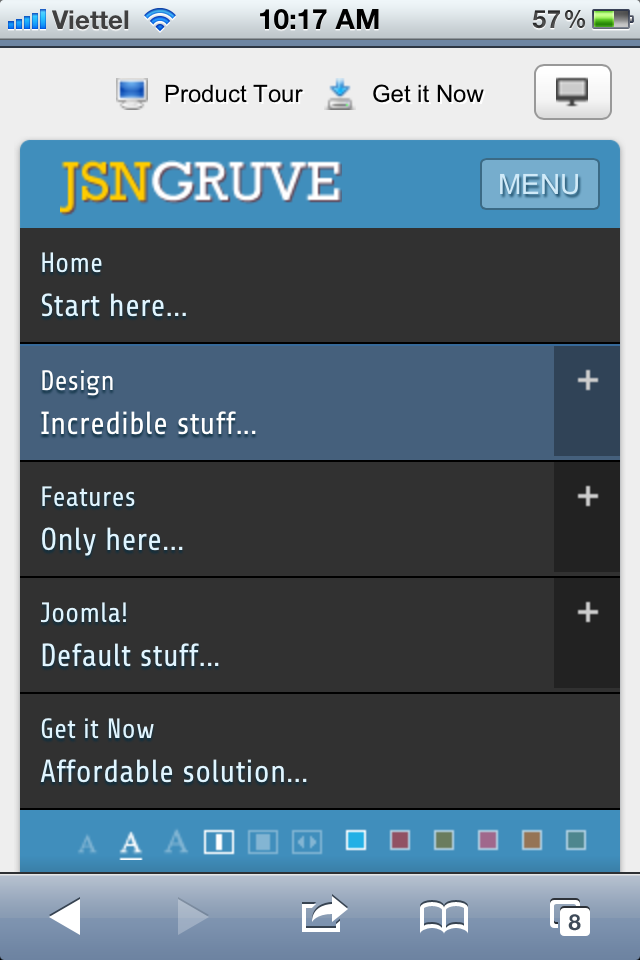 Viettel 10:17 AM 57%
Product Tour Get it Now
JSNGRUVE MENU
Home
Start here...
Design +
Incredible stuff...
Features +
Only here...
Joomla! +
Default stuff...
Get it Now
Affordable solution...
A A A
8